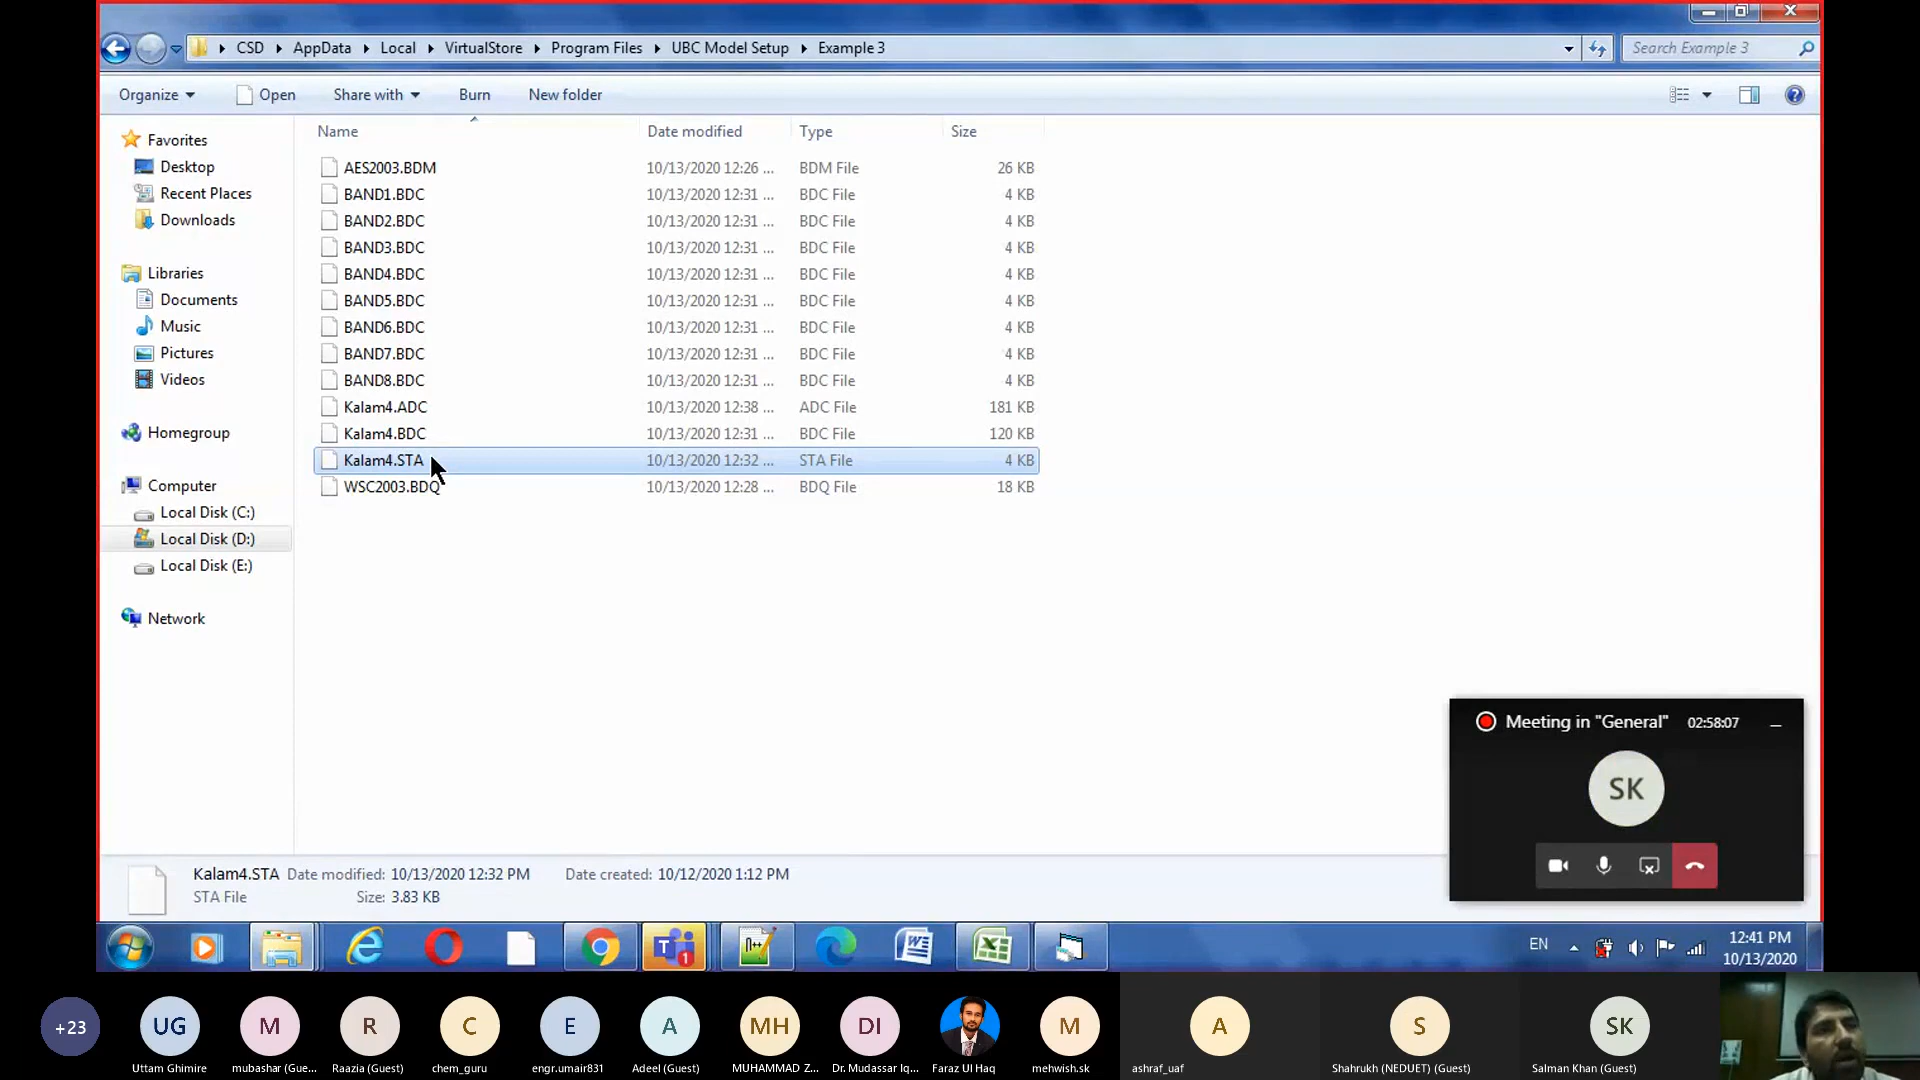 CSD AppData Local VirtualStore Program Files UBC Model Setup Example 3
Search Example 3
Organize Open Share with Burn New folder
Name Date modified Type Size
Favorites
Desktop
Recent Places
Downloads
Libraries
Documents
Music
Pictures
Videos
Homegroup
Computer
Local Disk (C:)
Local Disk (D:)
Local Disk (E:)
Network
AES2003.BDM 10/13/2020 12:26 ... BDM File 26 KB
BAND1.BDC 10/13/2020 12:31 ... BDC File 4 KB
BAND2.BDC 10/13/2020 12:31 ... BDC File 4 KB
BAND3.BDC 10/13/2020 12:31 ... BDC File 4 KB
BAND4.BDC 10/13/2020 12:31 ... BDC File 4 KB
BAND5.BDC 10/13/2020 12:31 ... BDC File 4 KB
BAND6.BDC 10/13/2020 12:31 ... BDC File 4 KB
BAND7.BDC 10/13/2020 12:31 ... BDC File 4 KB
BAND8.BDC 10/13/2020 12:31 ... BDC File 4 KB
Kalam4.ADC 10/13/2020 12:38 ... ADC File 181 KB
Kalam4.BDC 10/13/2020 12:31 ... BDC File 120 KB
Kalam4.STA 10/13/2020 12:32 ... STA File 4 KB
WSC2003.BDQ 10/13/2020 12:28 ... BDQ File 18 KB
Meeting in "General" 02:58:07
SK
Kalam4.STA Date modified: 10/13/2020 12:32 PM Date created: 10/12/2020 1:12 PM
STA File Size: 3.83 KB
EN
12:41 PM
10/13/2020
+23 UG M R C E A MH DI M A S SK
Uttam Ghimire mubashar (Gue... Raazia (Guest) chem_guru engr.umair831 Adeel (Guest) MUHAMMAD Z... Dr. Mudassar Iq... Faraz Ul Haq mehwish.sk ashraf_uaf Shahrukh (NEDUET) (Guest) Salman Khan (Guest)